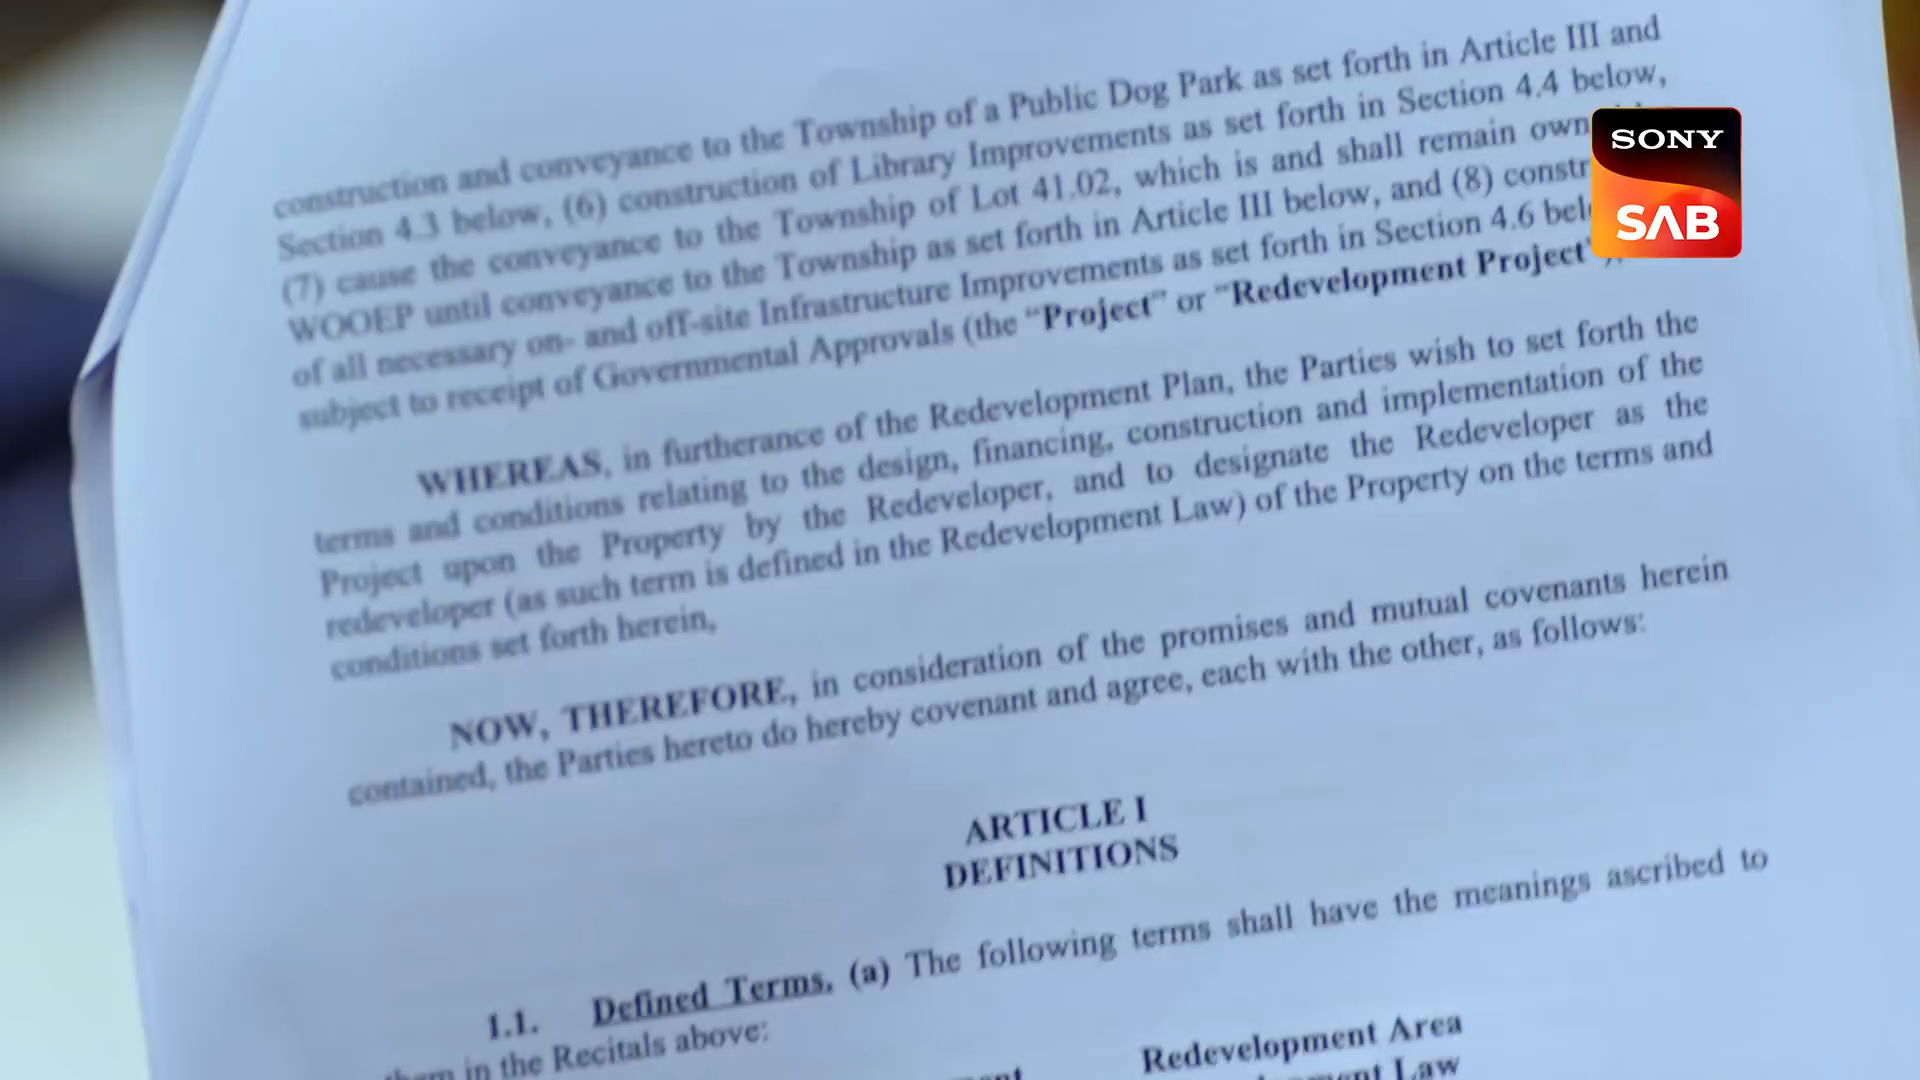 construction and conveyance to the Township of a Public Dog Park as set forth in Article III and
Section 4.3 below, (6) construction of Library Improvements as set forth in Section 4.4 below,
(7) cause the conveyance to the Township of Lot 41.02, which is and shall remain own
WOOEP until conveyance to the Township as set forth in Article III below, and (8) constr
of all necessary on- and off-site Infrastructure Improvements as set forth in Section 4.6 bel
subject to receipt of Governmental Approvals (the "Project" or "Redevelopment Project"
WHEREAS, in furtherance of the Redevelopment Plan, the Parties wish to set forth the
terms and conditions relating to the design, financing, construction and implementation of the
Project upon the Property by the Redeveloper, and to designate the Redeveloper as the
redeveloper (as such term is defined in the Redevelopment Law) of the Property on the terms and
conditions set forth herein,
NOW, THEREFORE, in consideration of the promises and mutual covenants herein
contained, the Parties hereto do hereby covenant and agree, each with the other, as follows:
ARTICLE I
DEFINITIONS
1.1. Defined Terms. (a) The following terms shall have the meanings ascribed to
them in the Recitals above:
Redevelopment Area
Law
SONY
SAB